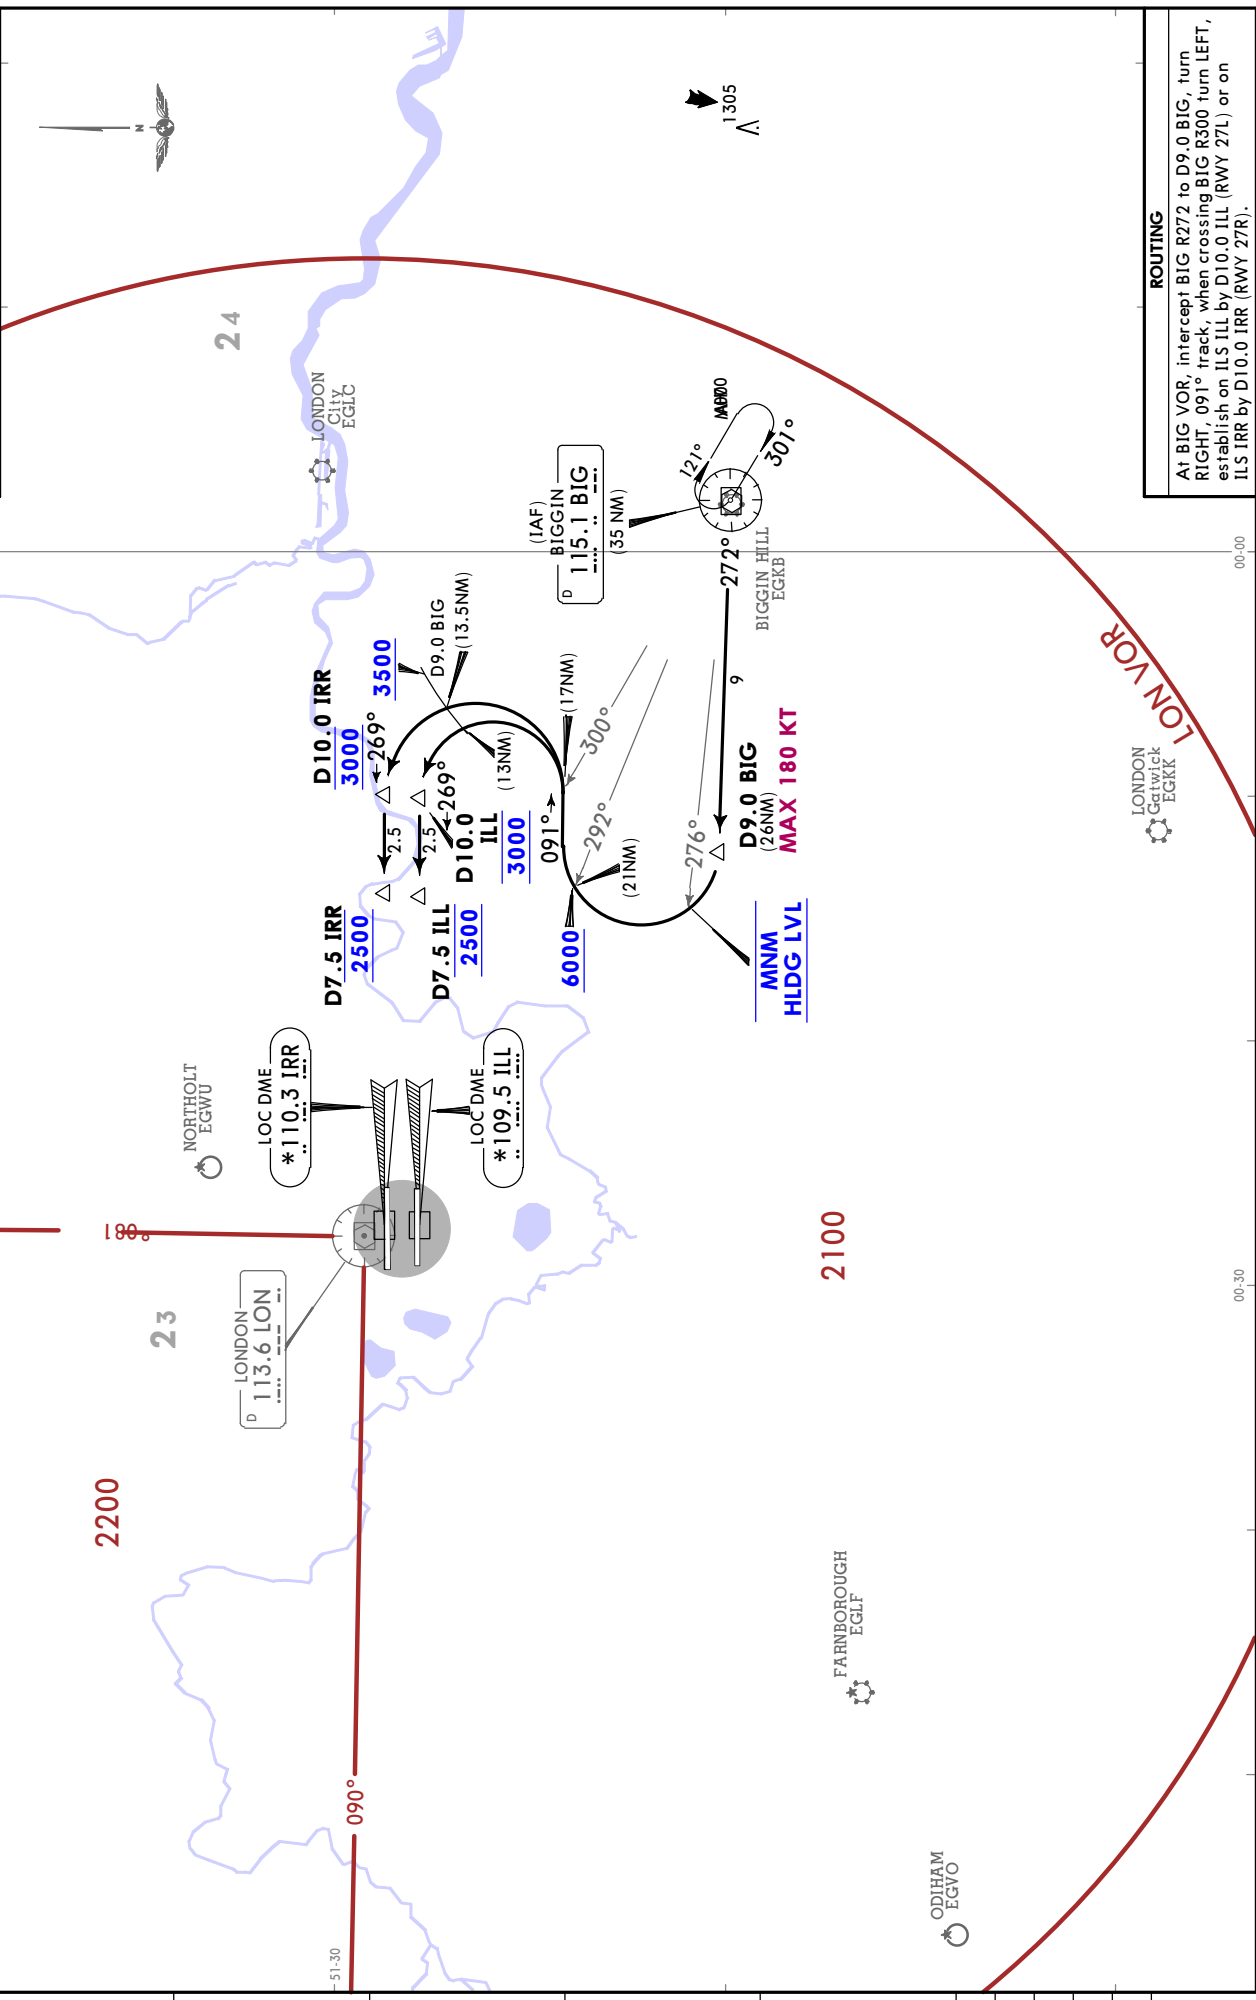 N
1305
24
LONDON
City
EGLC
(IAF)
BIGGIN
D
115.1 BIG
(35 NM)
121°
301°
BIGGIN HILL
EGKB
272°
9
D9.0 BIG
(26NM)
MAX 180 KT
276°
MNM
HLDG LVL
292°
(21NM)
6000
300°
(17NM)
091°
D9.0 BIG
(13.5NM)
(13NM)
3500
D10.0 IRR
3000
269°
2.5
D7.5 IRR
2500
269°
D10.0
ILL
3000
2.5
D7.5 ILL
2500
LOC DME
*110.3 IRR
LOC DME
*109.5 ILL
NORTHOLT
EGWU
181°
LONDON
D
113.6 LON
23
2200
090°
51-30
2100
LONDON
Gatwick
EGKK
LON VOR
FARNBOROUGH
EGLF
ODIHAM
EGVO
00-00
00-30
ROUTING
At BIG VOR, intercept BIG R272 to D9.0 BIG, turn
RIGHT, 091° track, when crossing BIG R300 turn LEFT,
establish on ILS ILL by D10.0 ILL (RWY 27L) or on
ILS IRR by D10.0 IRR (RWY 27R).